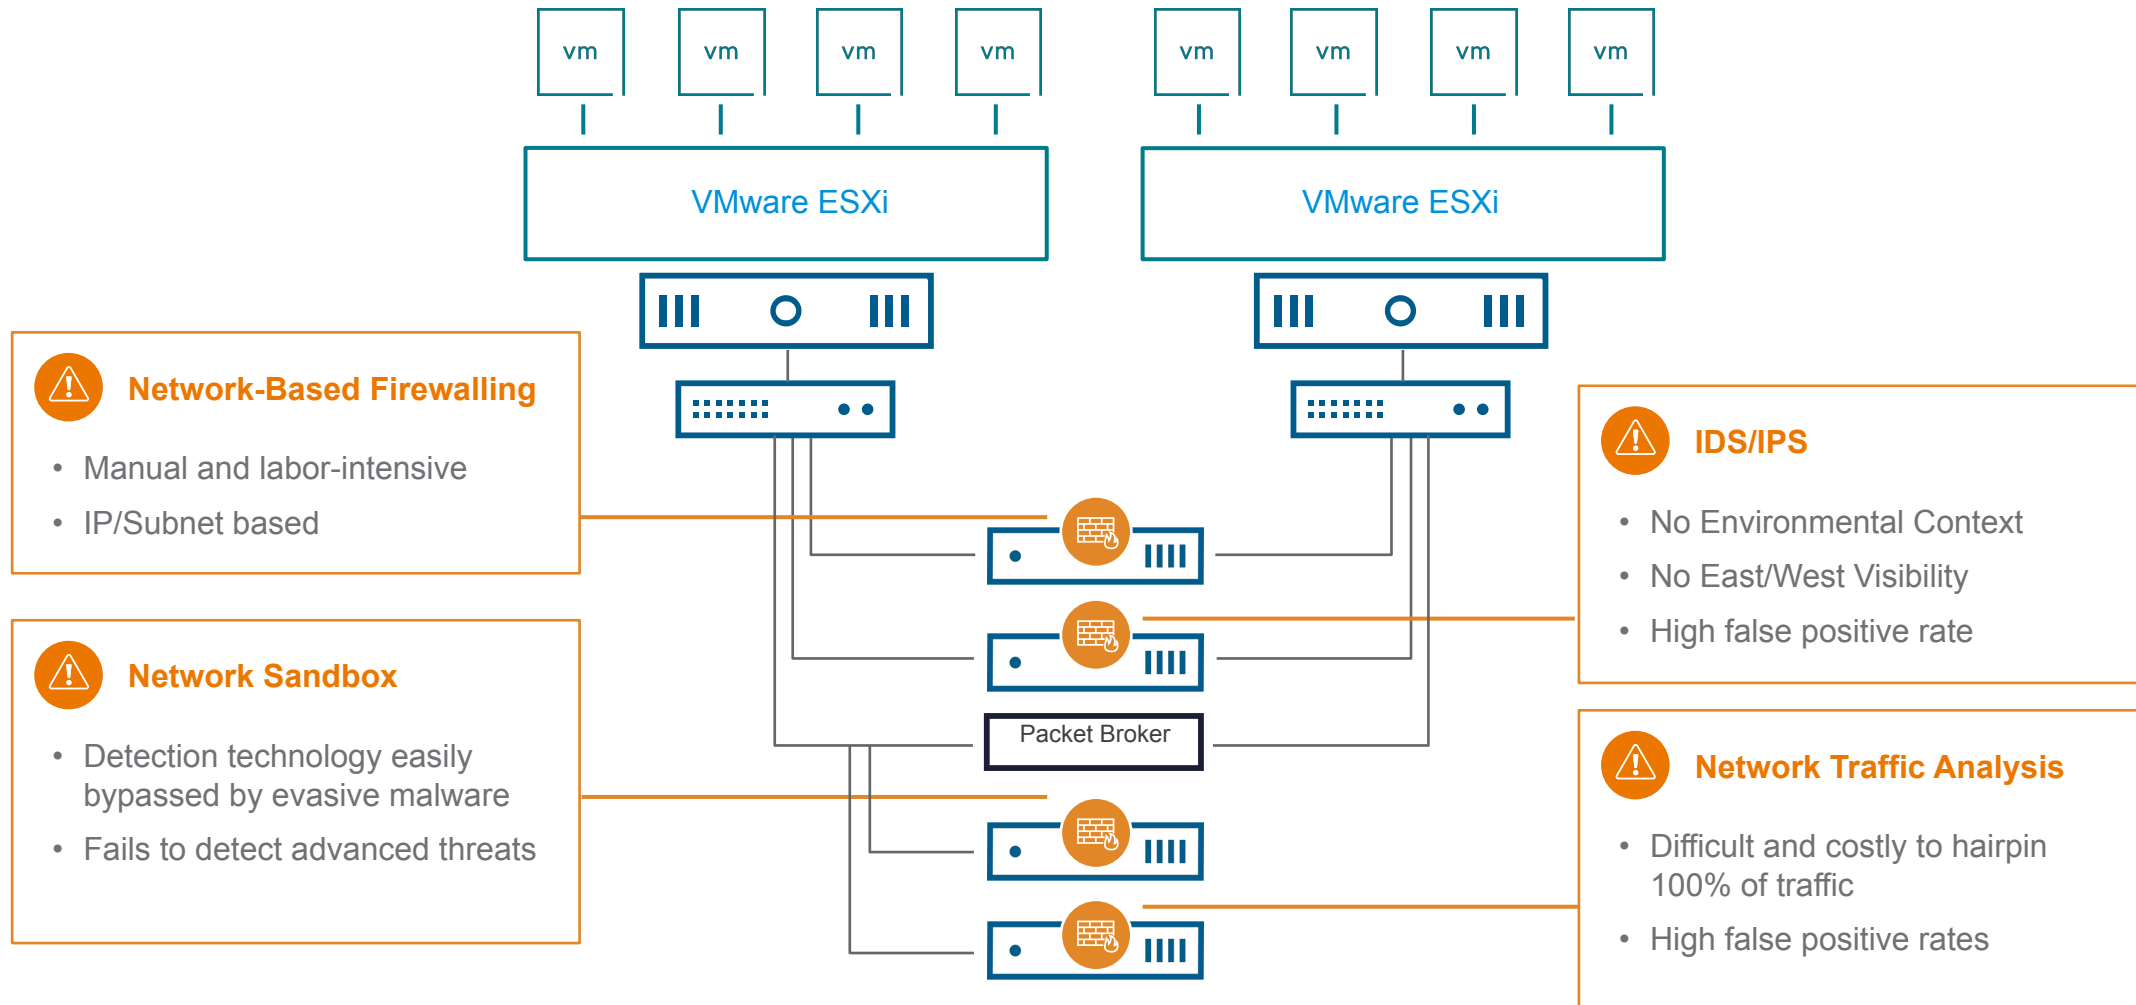 vm vm vm vm vm vm vm vm
VMware ESXi
VMware ESXi
Network-Based Firewalling
• Manual and labor-intensive
• IP/Subnet based
IDS/IPS
• No Environmental Context
• No East/West Visibility
• High false positive rate
Network Sandbox
• Detection technology easily
bypassed by evasive malware
• Fails to detect advanced threats
Packet Broker
Network Traffic Analysis
• Difficult and costly to hairpin
100% of traffic
• High false positive rates